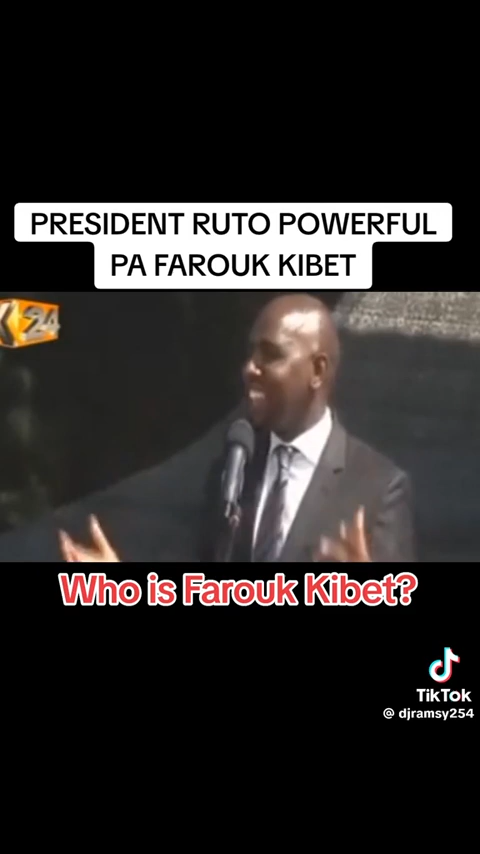 PRESIDENT RUTO POWERFUL
PA FAROUK KIBET
K24
Who is Farouk Kibet?
TikTok
@ djramsy254